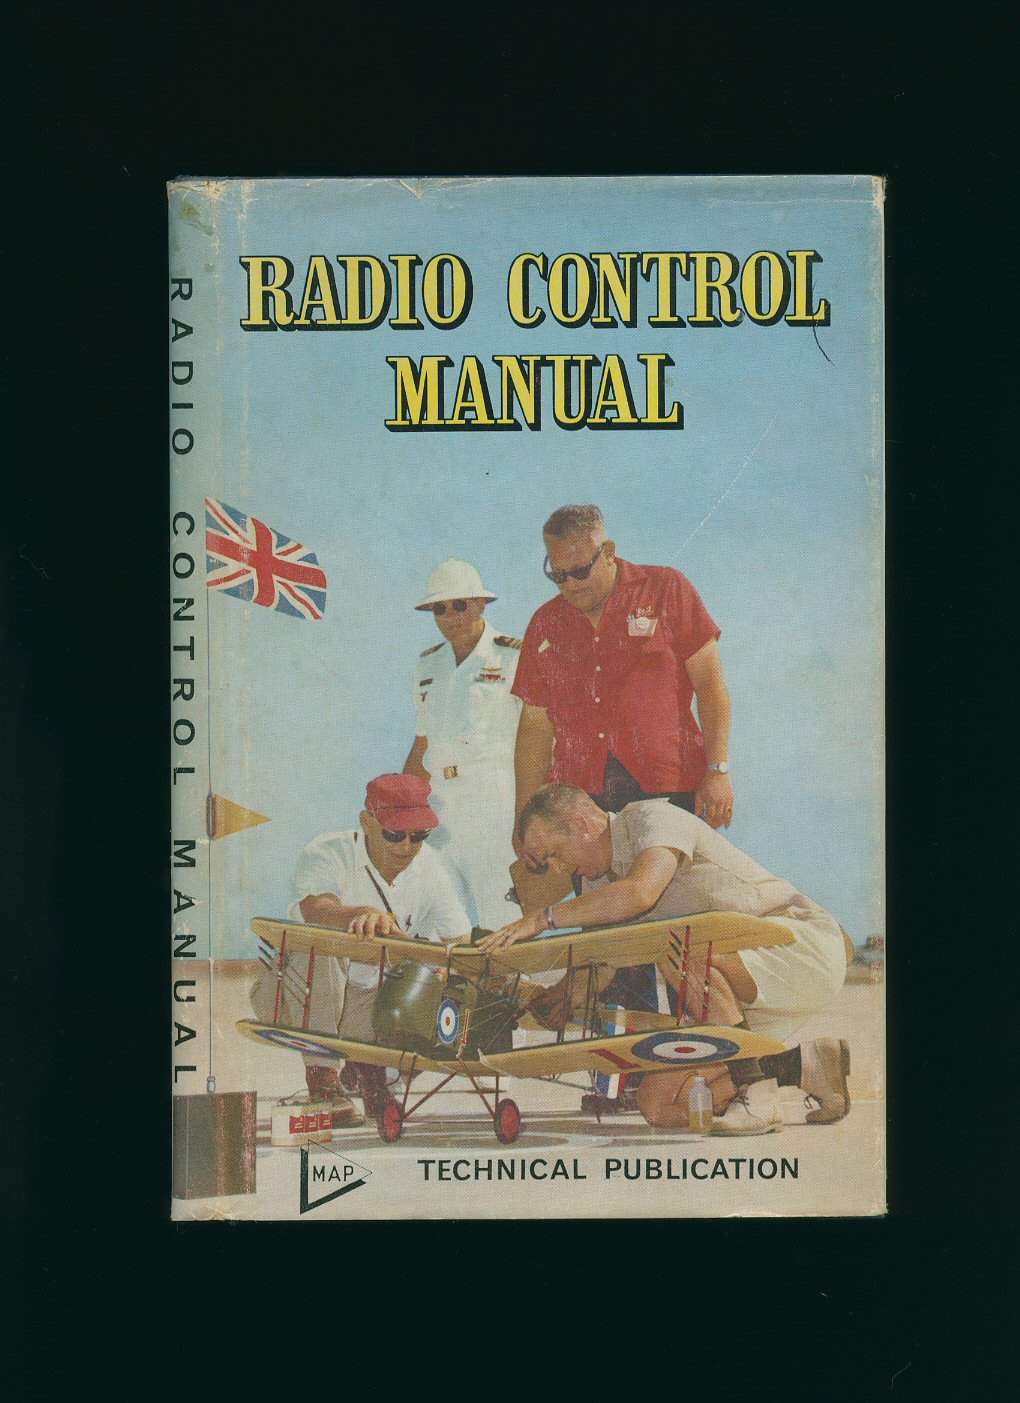 RADIO CONTROL MANUAL
RADIO CONTROL
MANUAL
MAP
TECHNICAL PUBLICATION